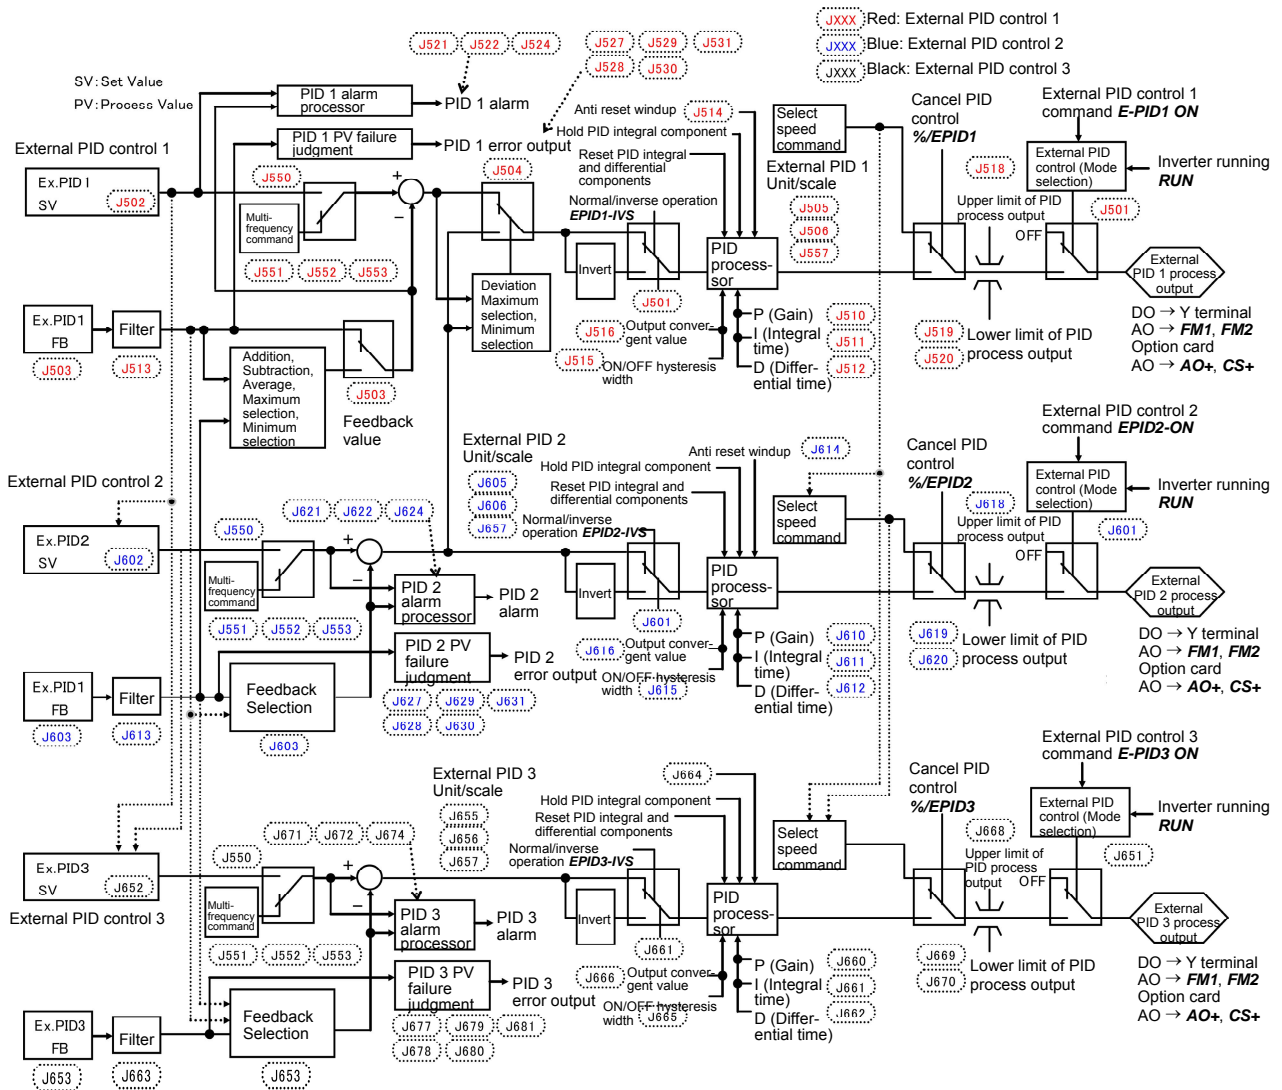 JXXX Red: External PID control 1
JXXX Blue: External PID control 2
JXXX Black: External PID control 3
SV: Set Value
PV: Process Value
J521 J522 J524
J527 J529 J531
J528 J530
PID 1 alarm
processor
PID 1 alarm
PID 1 PV failure
judgment
PID 1 error output
External PID control 1
Ex.PID1
SV
J502
J550
Multi-
frequency
command
J551 J552 J553
+
−
J504
Deviation
Maximum
selection,
Minimum
selection
Ex.PID1
FB
J503
Filter
J513
Addition,
Subtraction,
Average,
Maximum
selection,
Minimum
selection
J503
Feedback
value
Anti reset windup J514
Hold PID integral component
Reset PID integral
and differential
components
Normal/inverse operation
EPID1-IVS
Invert
J501
PID
process-
sor
J516 Output conver-
gent value
J515 ON/OFF hysteresis
width
P (Gain) J510
I (Integral
time) J511
D (Differ-
ential time) J512
Select
speed
command
External PID 1
Unit/scale
J505
J506
J557
Cancel PID
control
%/EPID1
J518
Upper limit of PID
process output
J519
J520
Lower limit of PID
process output
External PID control 1
command E-PID1 ON
External PID
control (Mode
selection)
Inverter running
RUN
J501
OFF
External
PID 1 process
output
DO → Y terminal
AO → FM1, FM2
Option card
AO → AO+, CS+
External PID control 2
Ex.PID2
SV
J602
J550
Multi-
frequency
command
J551 J552 J553
J621 J622 J624
+
−
PID 2
alarm
processor
PID 2
alarm
PID 2 PV
failure
judgment
PID 2
error output
J627 J629 J631
J628 J630
Ex.PID1
FB
J603
Filter
J613
Feedback
Selection
J603
External PID 2
Unit/scale
J605
J606
J657
Anti reset windup J614
Hold PID integral component
Reset PID integral and
differential components
Normal/inverse
operation EPID2-IVS
Invert
J601
PID
process-
sor
J616 Output conver-
gent value
ON/OFF hysteresis
width J615
P (Gain) J610
I (Integral
time) J611
D (Differ-
ential time) J612
Select
speed
command
Cancel PID
control
%/EPID2
J618
Upper limit of PID
process output
J619
J620
Lower limit of PID
process output
External PID control 2
command EPID2-ON
External PID
control (Mode
selection)
Inverter running
RUN
J601
OFF
External
PID 2 process
output
DO → Y terminal
AO → FM1, FM2
Option card
AO → AO+, CS+
Ex.PID3
SV
J652
External PID control 3
J550
Multi-
frequency
command
J551 J552 J553
J671 J672 J674
+
−
PID 3
alarm
processor
PID 3
alarm
PID 3 PV
failure
judgment
PID 3
error output
J677 J679 J681
J678 J680
Ex.PID3
FB
J653
Filter
J663
Feedback
Selection
J653
External PID 3
Unit/scale
J655
J656
J657
J664
Hold PID integral component
Reset PID integral and
differential components
Normal/inverse
operation EPID3-IVS
Invert
J661
PID
process-
sor
J666 Output conver-
gent value
ON/OFF hysteresis
width J665
P (Gain) J660
I (Integral
time) J661
D (Differ-
ential time) J662
Select
speed
command
Cancel PID
control
%/EPID3
J668
Upper limit of
PID process
output
J669
J670
Lower limit of PID
process output
External PID control 3
command E-PID3 ON
External PID
control (Mode
selection)
Inverter running
RUN
J651
OFF
External
PID 3 process
output
DO → Y terminal
AO → FM1, FM2
Option card
AO → AO+, CS+